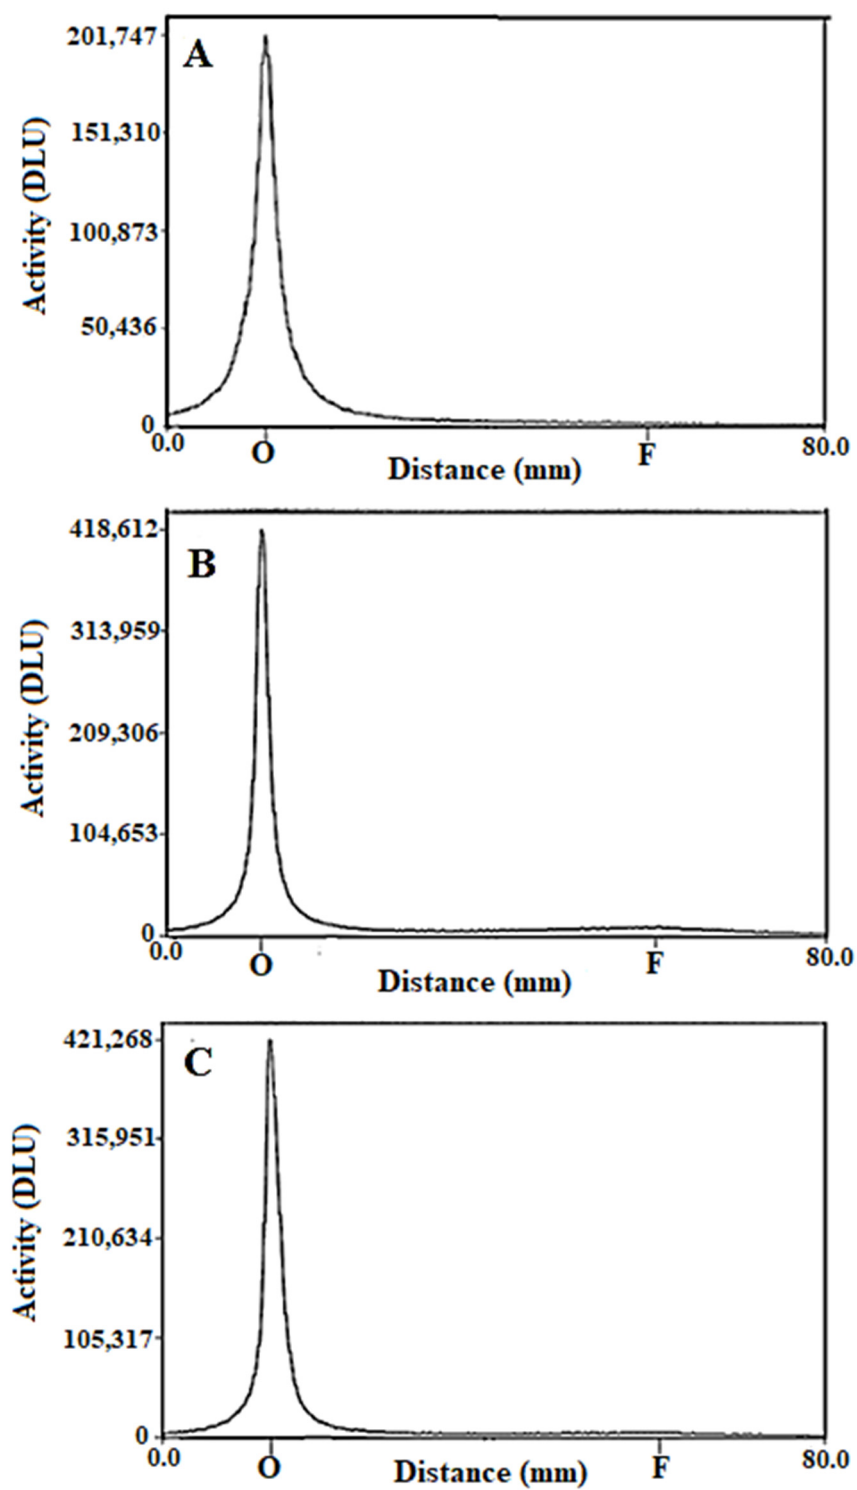 A
Activity (DLU)
201,747
151,310
100,873
50,436
0
0.0
O
F
80.0
Distance (mm)
B
Activity (DLU)
418,612
313,959
209,306
104,653
0
0.0
O
F
80.0
Distance (mm)
C
Activity (DLU)
421,268
315,951
210,634
105,317
0
0.0
O
F
80.0
Distance (mm)